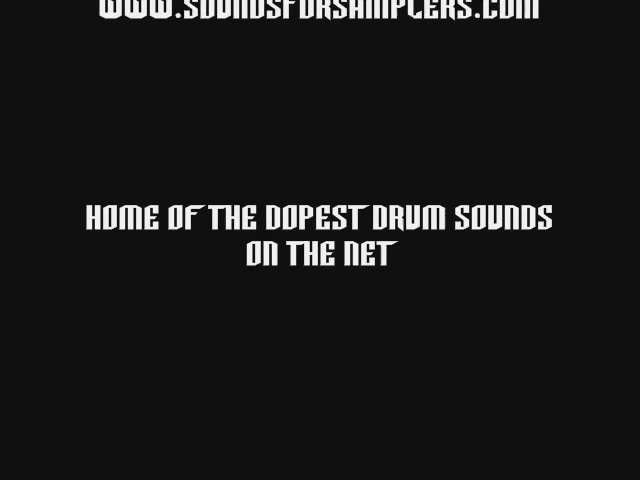 WWW.SOUNDSFORSAMPLERS.COM
HOME OF THE DOPEST DRUM SOUNDS
ON THE NET